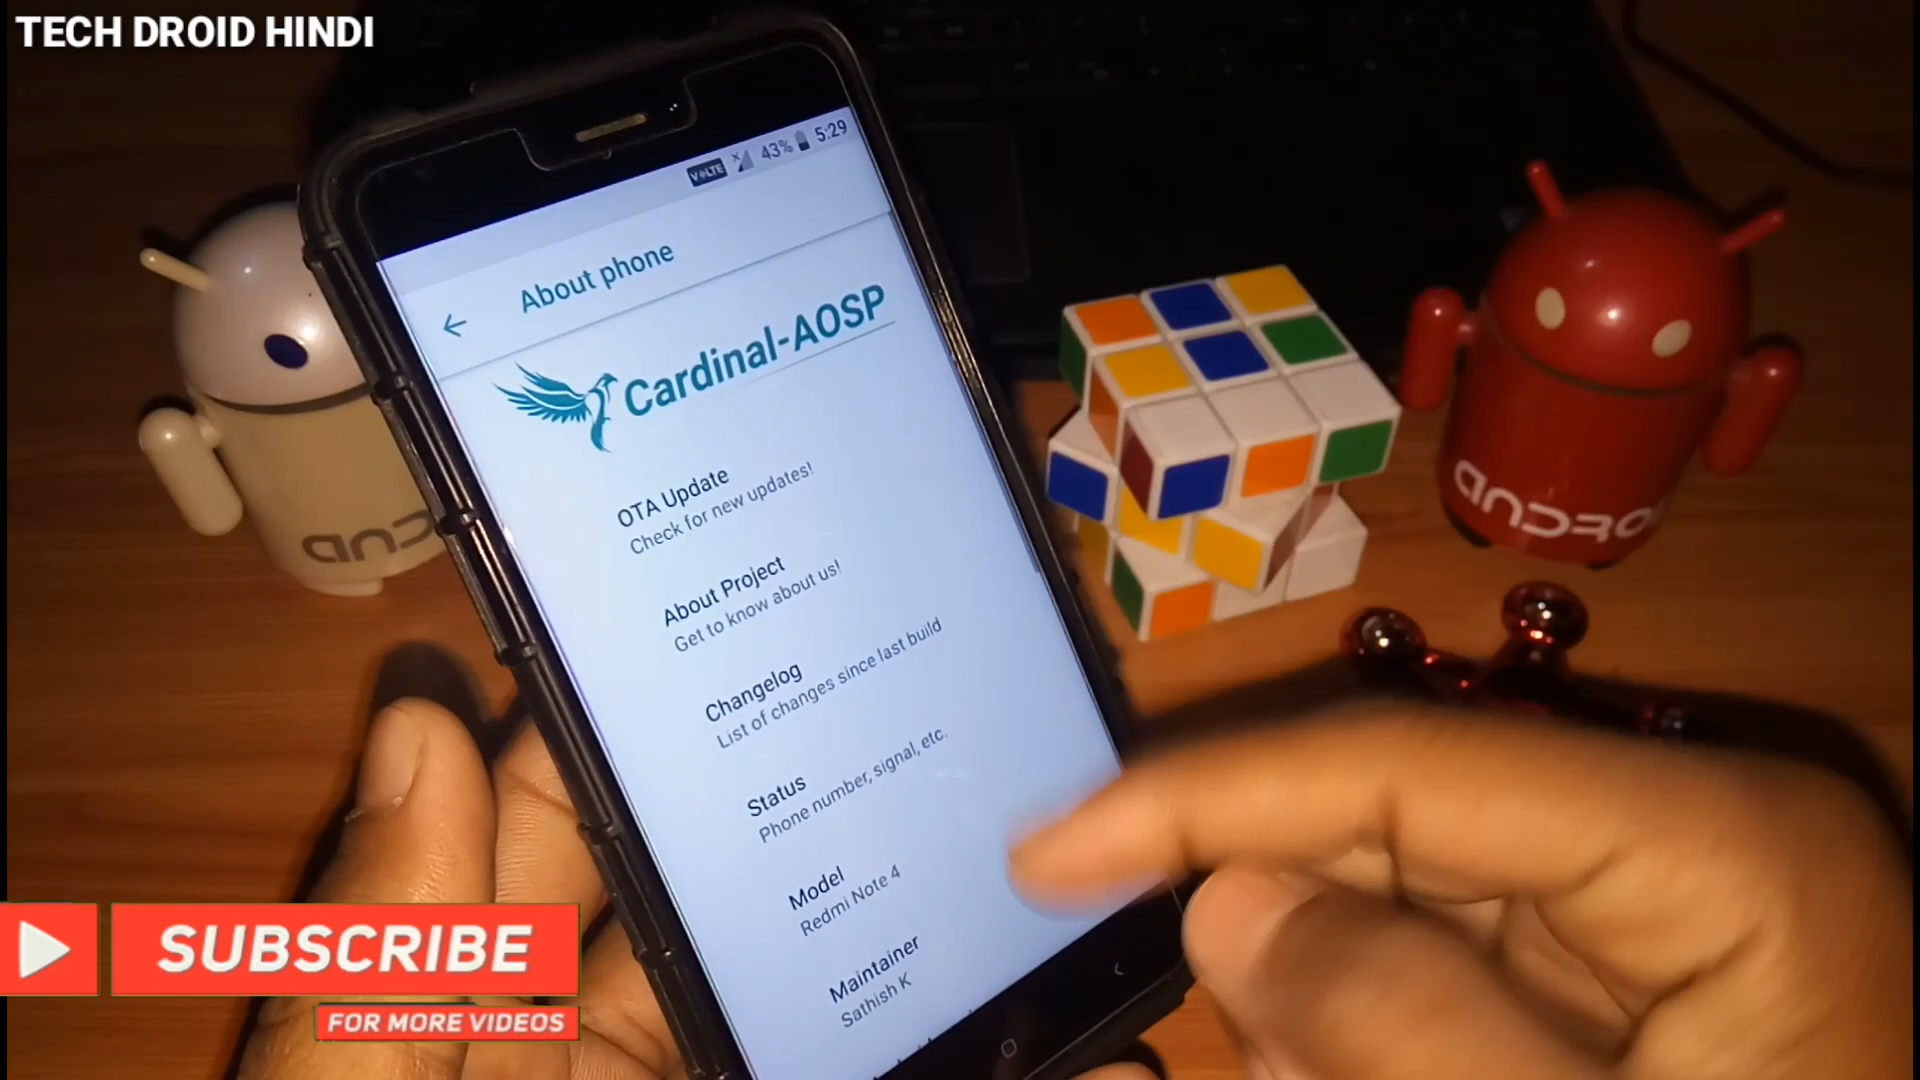 TECH DROID HINDI
VoLTE 43% 5:29
About phone
Cardinal-AOSP
OTA Update
Check for new updates!
About Project
Get to know about us!
Changelog
List of changes since last build
Status
Phone number, signal, etc.
Model
Redmi Note 4
Maintainer
Sathish K
SUBSCRIBE
FOR MORE VIDEOS